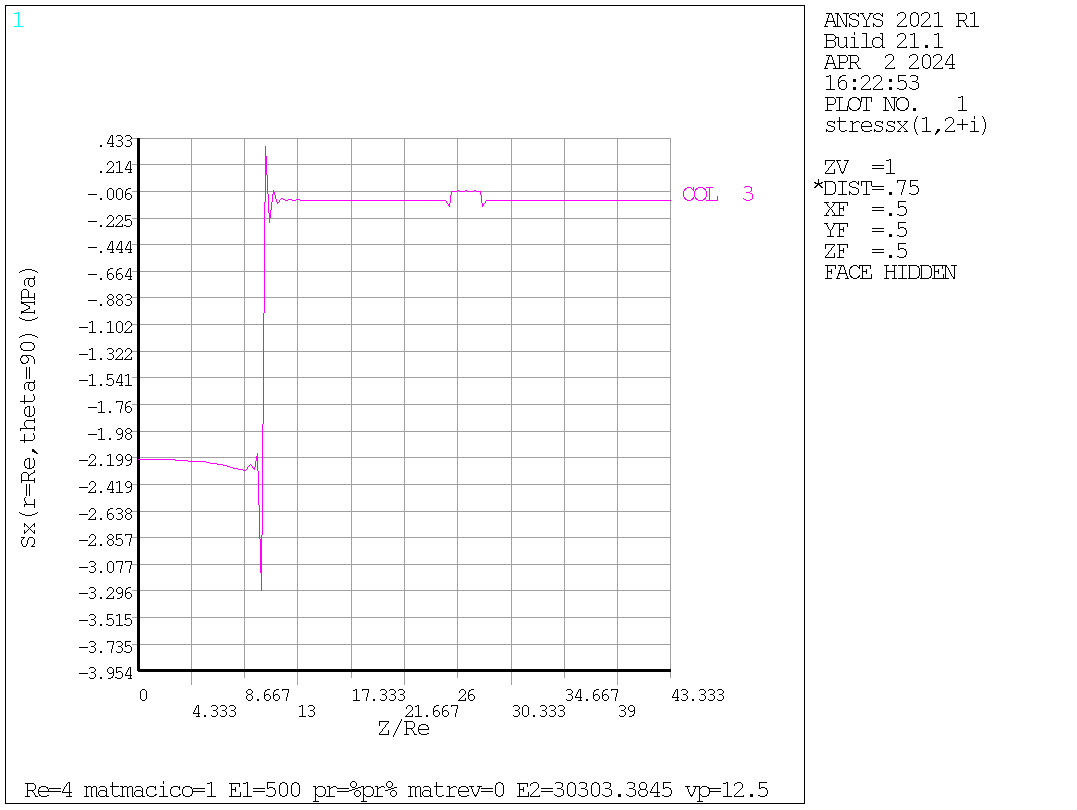 1
ANSYS 2021 R1
Build 21.1
APR  2 2024
16:22:53
PLOT NO.   1
stressx(1,2+i)
ZV  =1
*DIST=.75
XF  =.5
YF  =.5
ZF  =.5
FACE HIDDEN
COL  3
Sx(r=Re,theta=90)(MPa)
.433
.214
-.006
-.225
-.444
-.664
-.883
-1.102
-1.322
-1.541
-1.76
-1.98
-2.199
-2.419
-2.638
-2.857
-3.077
-3.296
-3.515
-3.735
-3.954
0 8.667 17.333 26 34.667 43.333
4.333 13 21.667 30.333 39
Z/Re
Re=4 matmacico=1 E1=500 pr=%pr% matrev=0 E2=30303.3845 vp=12.5